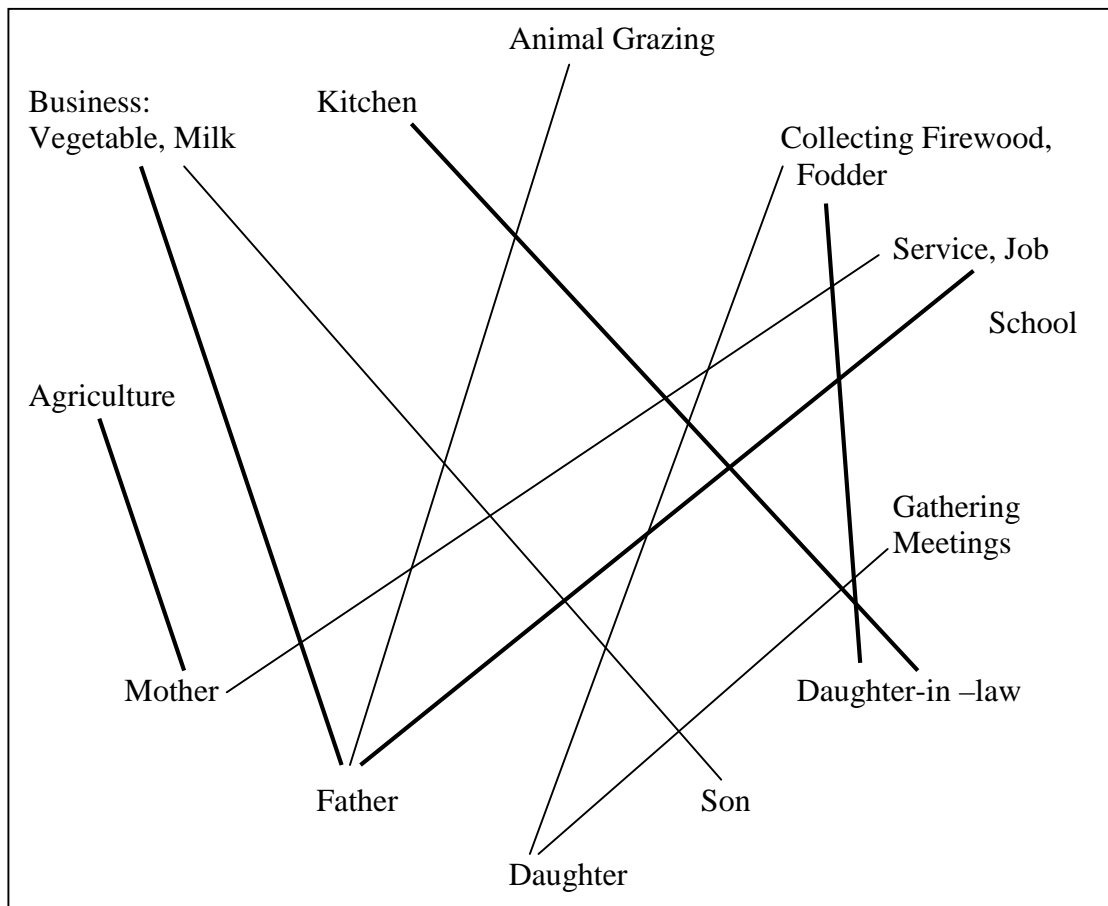 Animal Grazing
Business:
Vegetable, Milk
Kitchen
Collecting Firewood,
Fodder
Service, Job
School
Agriculture
Gathering
Meetings
Mother
Daughter-in –law
Father
Son
Daughter